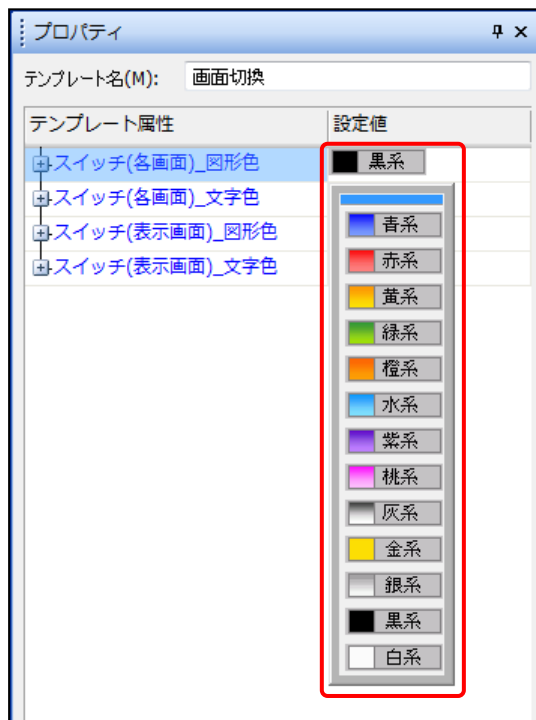 プロパティ
テンプレート名(M): 画面切換
テンプレート属性 設定値
スイッチ(各画面)_図形色 黒系
スイッチ(各画面)_文字色
スイッチ(表示画面)_図形色
スイッチ(表示画面)_文字色
青系
赤系
黄系
緑系
橙系
水系
紫系
桃系
灰系
金系
銀系
黒系
白系